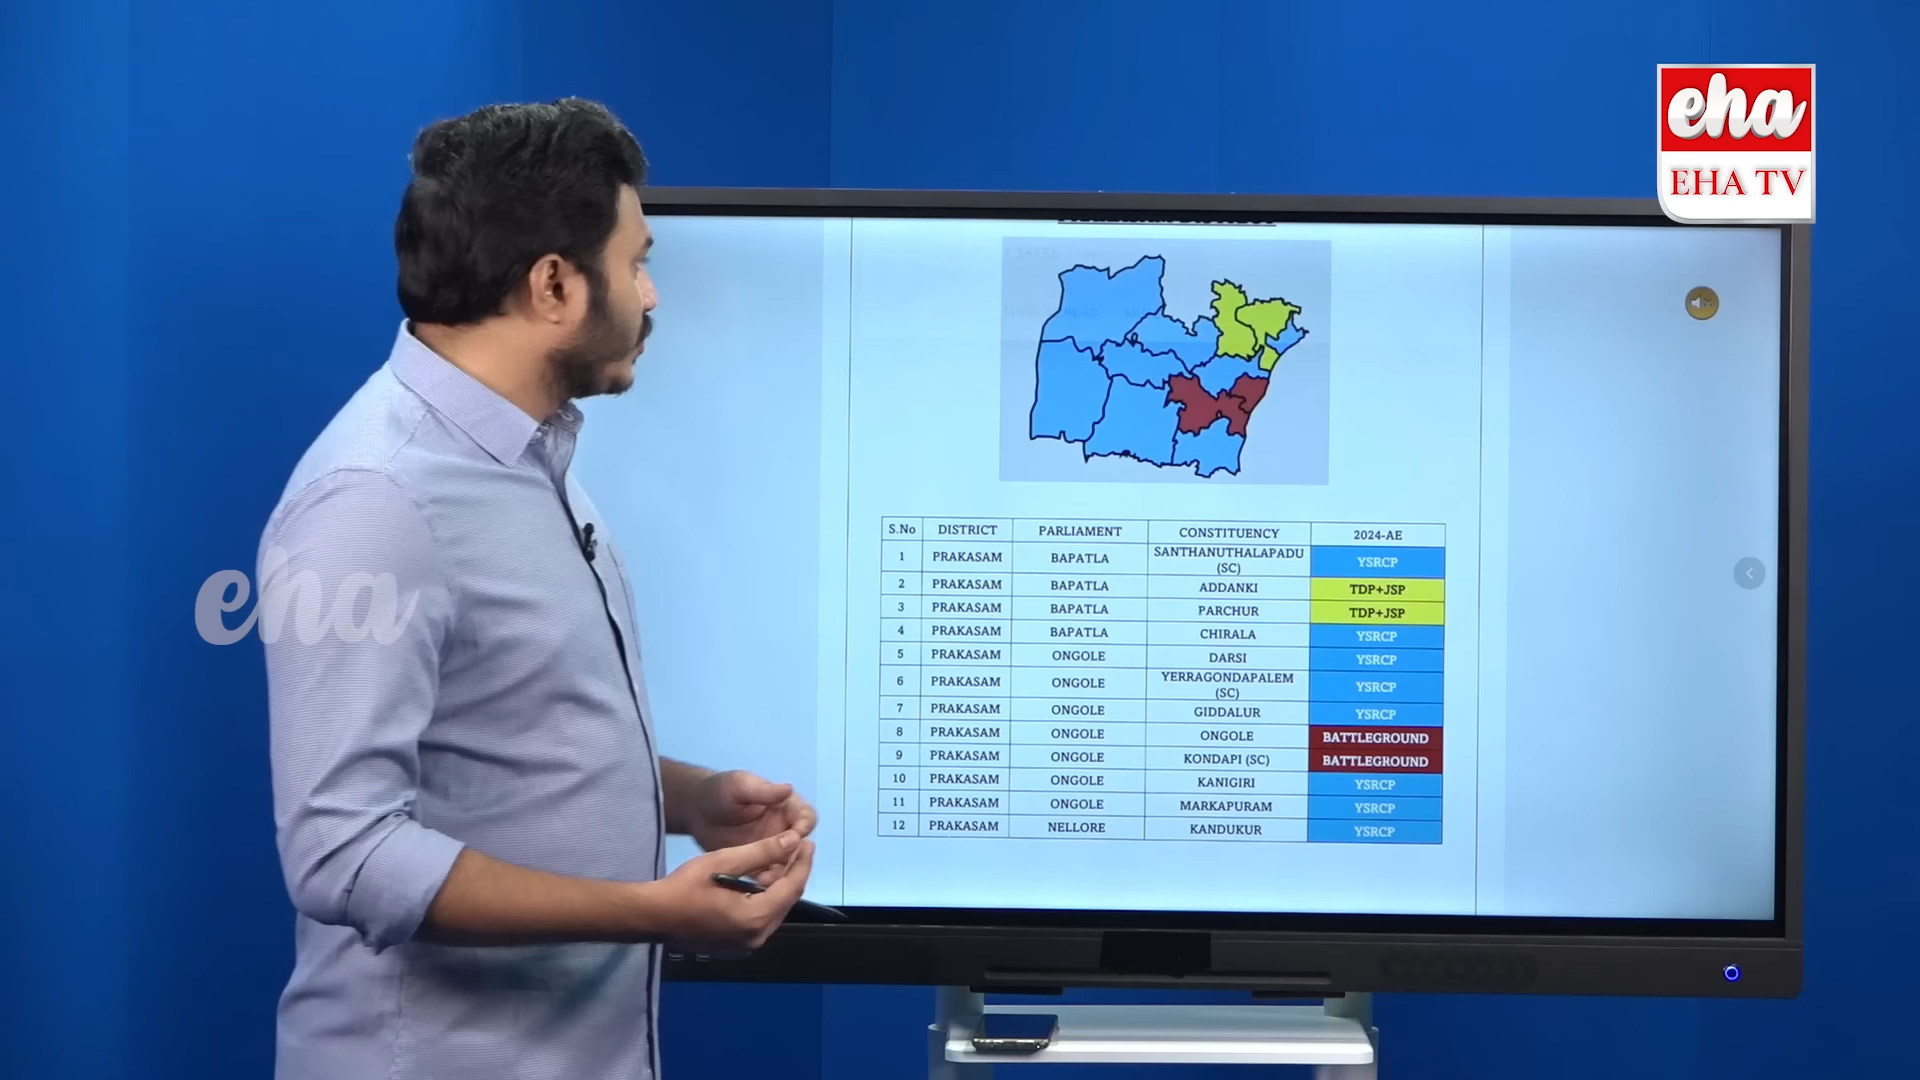 eha
EHA TV
eha
S.No DISTRICT PARLIAMENT CONSTITUENCY 2024-AE
1 PRAKASAM BAPATLA SANTHANUTHALAPADU (SC) YSRCP
2 PRAKASAM BAPATLA ADDANKI TDP+JSP
3 PRAKASAM BAPATLA PARCHUR TDP+JSP
4 PRAKASAM BAPATLA CHIRALA YSRCP
5 PRAKASAM ONGOLE DARSI YSRCP
6 PRAKASAM ONGOLE YERRAGONDAPALEM (SC) YSRCP
7 PRAKASAM ONGOLE GIDDALUR YSRCP
8 PRAKASAM ONGOLE ONGOLE BATTLEGROUND
9 PRAKASAM ONGOLE KONDAPI (SC) BATTLEGROUND
10 PRAKASAM ONGOLE KANIGIRI YSRCP
11 PRAKASAM ONGOLE MARKAPURAM YSRCP
12 PRAKASAM NELLORE KANDUKUR YSRCP